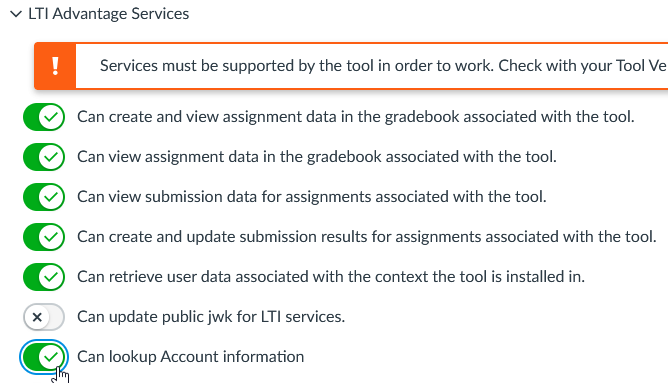 LTI Advantage Services
! Services must be supported by the tool in order to work. Check with your Tool Ve
Can create and view assignment data in the gradebook associated with the tool.
Can view assignment data in the gradebook associated with the tool.
Can view submission data for assignments associated with the tool.
Can create and update submission results for assignments associated with the tool.
Can retrieve user data associated with the context the tool is installed in.
Can update public jwk for LTI services.
Can lookup Account information